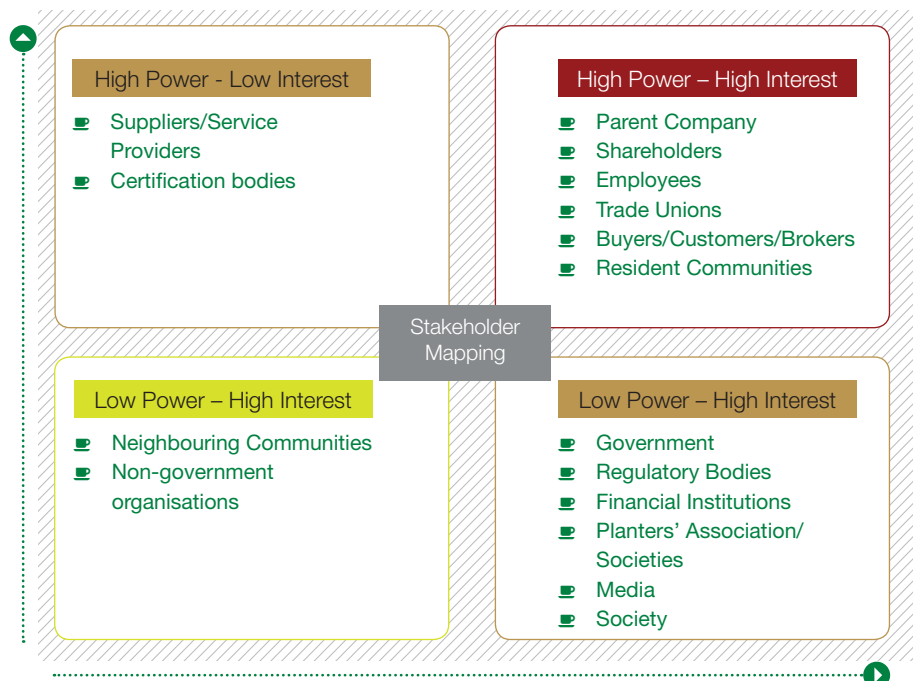 High Power - Low Interest
Suppliers/Service
Providers
Certification bodies
High Power – High Interest
Parent Company
Shareholders
Employees
Trade Unions
Buyers/Customers/Brokers
Resident Communities
Stakeholder
Mapping
Low Power – High Interest
Neighbouring Communities
Non-government
organisations
Low Power – High Interest
Government
Regulatory Bodies
Financial Institutions
Planters’ Association/
Societies
Media
Society